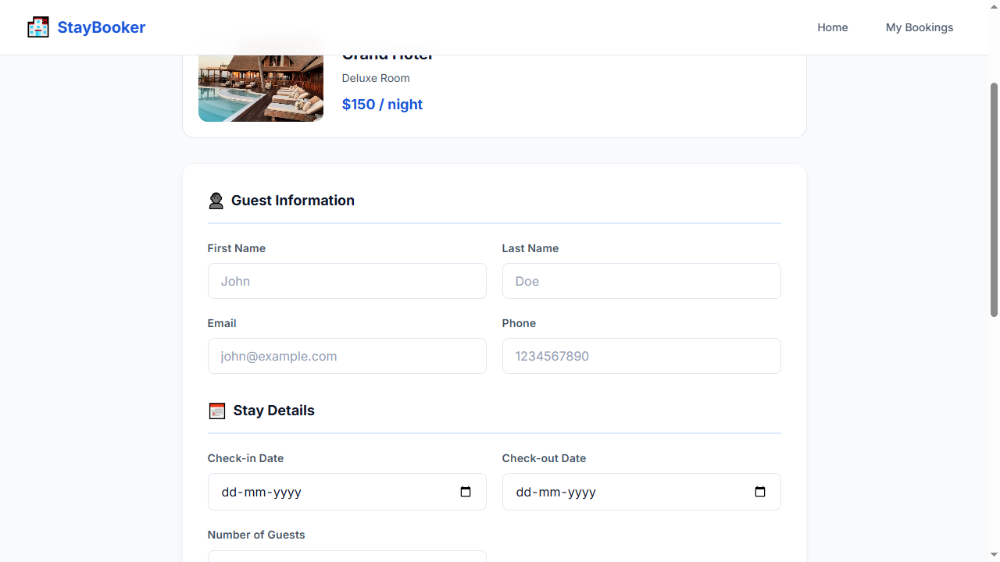 StayBooker
Home
My Bookings
Grand Hotel
Deluxe Room
$150 / night
Guest Information
First Name
Last Name
John
Doe
Email
Phone
john@example.com
1234567890
Stay Details
Check-in Date
Check-out Date
dd-mm-yyyy
dd-mm-yyyy
Number of Guests